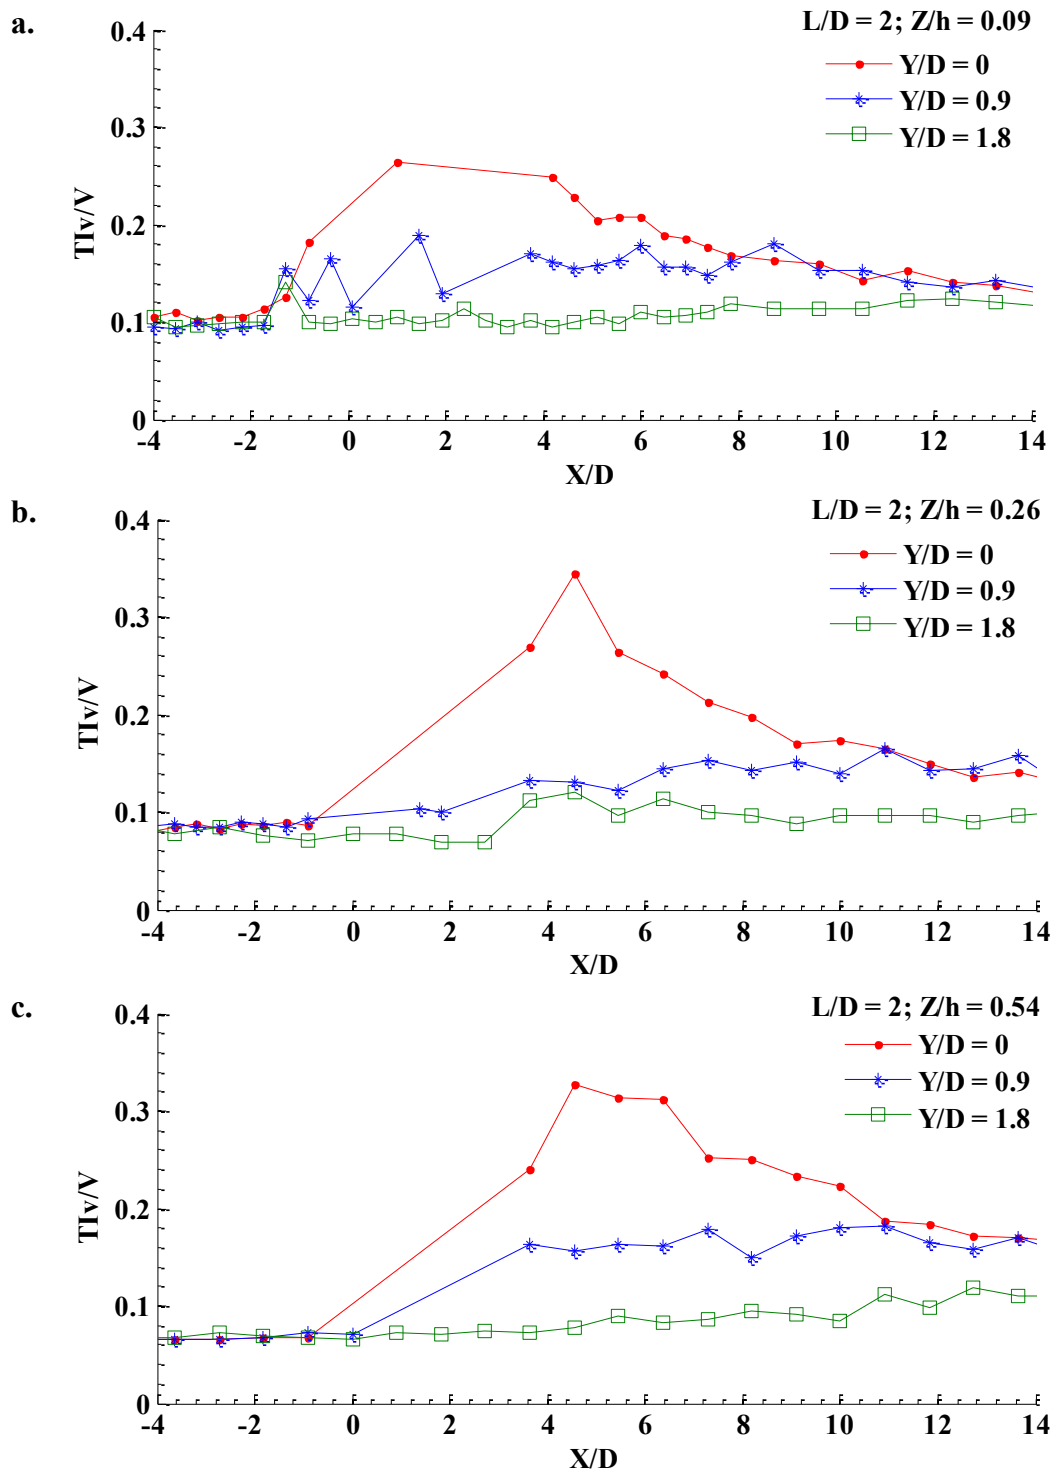 a.
L/D = 2; Z/h = 0.09
Y/D = 0
Y/D = 0.9
Y/D = 1.8
0.4
0.3
0.2
0.1
0
TIv/V
-4 -2 0 2 4 6 8 10 12 14
X/D
b.
L/D = 2; Z/h = 0.26
Y/D = 0
Y/D = 0.9
Y/D = 1.8
0.4
0.3
0.2
0.1
0
TIv/V
-4 -2 0 2 4 6 8 10 12 14
X/D
c.
L/D = 2; Z/h = 0.54
Y/D = 0
Y/D = 0.9
Y/D = 1.8
0.4
0.3
0.2
0.1
0
TIv/V
-4 -2 0 2 4 6 8 10 12 14
X/D